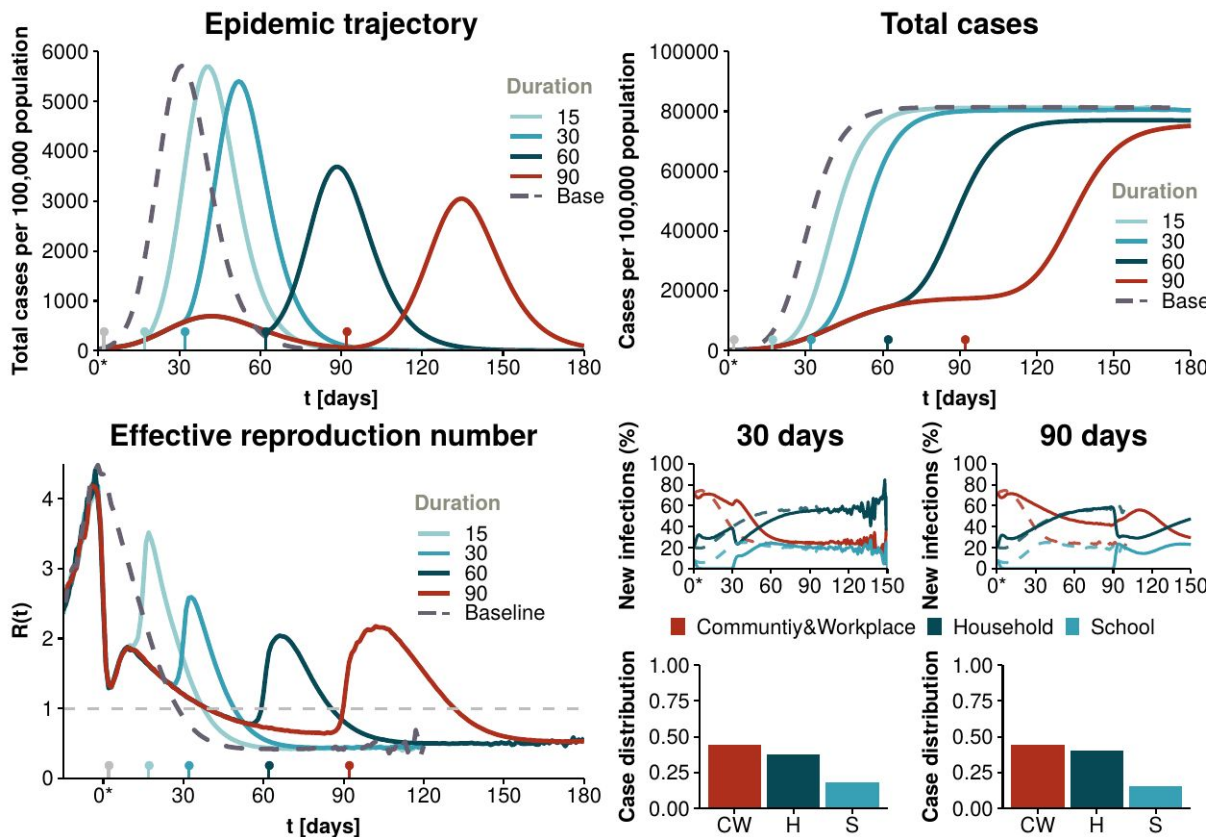 Epidemic trajectory
Total cases per 100,000 population
6000
5000
4000
3000
2000
1000
0
0*
30
60
90
120
150
180
t [days]
Duration
15
30
60
90
Base
Total cases
Cases per 100,000 population
100000
80000
60000
40000
20000
0
0*
30
60
90
120
150
180
t [days]
Duration
15
30
60
90
Base
Effective reproduction number
R(t)
4
3
2
1
0
0*
30
60
90
120
150
180
t [days]
Duration
15
30
60
90
Baseline
30 days
New infections (%)
100
80
60
40
20
0
0*
30
60
90
120
150
90 days
New infections (%)
100
80
60
40
20
0
0*
30
60
90
120
150
Communtiy&Workplace
Household
School
Case distribution
1.00
0.75
0.50
0.25
0.00
CW
H
S
Case distribution
1.00
0.75
0.50
0.25
0.00
CW
H
S